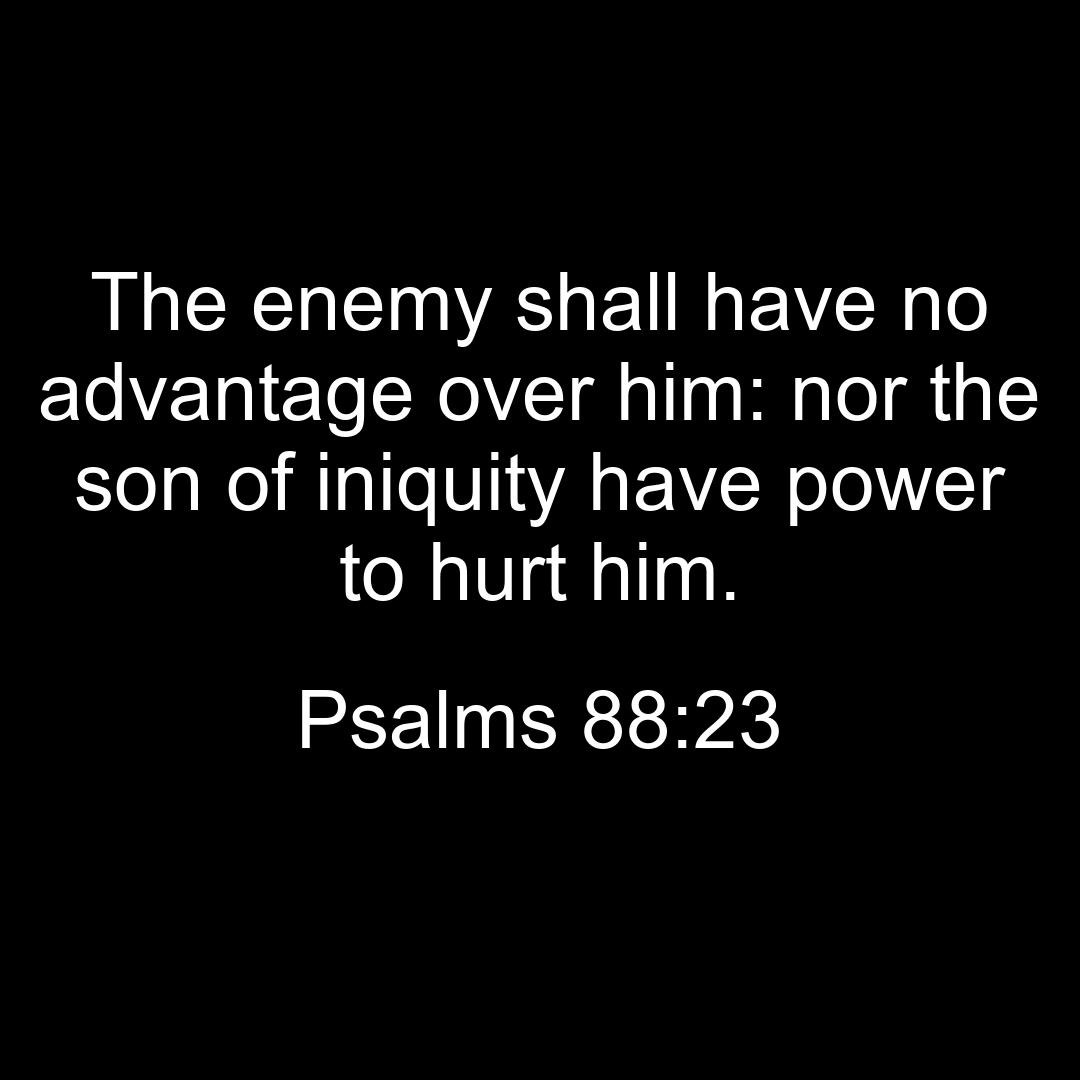 The enemy shall have no
advantage over him: nor the
son of iniquity have power
to hurt him.
Psalms 88:23